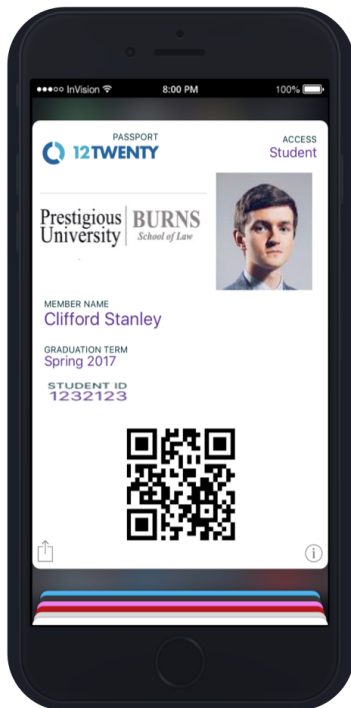 InVision 8:00 PM 100%
PASSPORT
12TWENTY
ACCESS
Student
Prestigious
University
BURNS
School of Law
MEMBER NAME
Clifford Stanley
GRADUATION TERM
Spring 2017
STUDENT ID
1232123